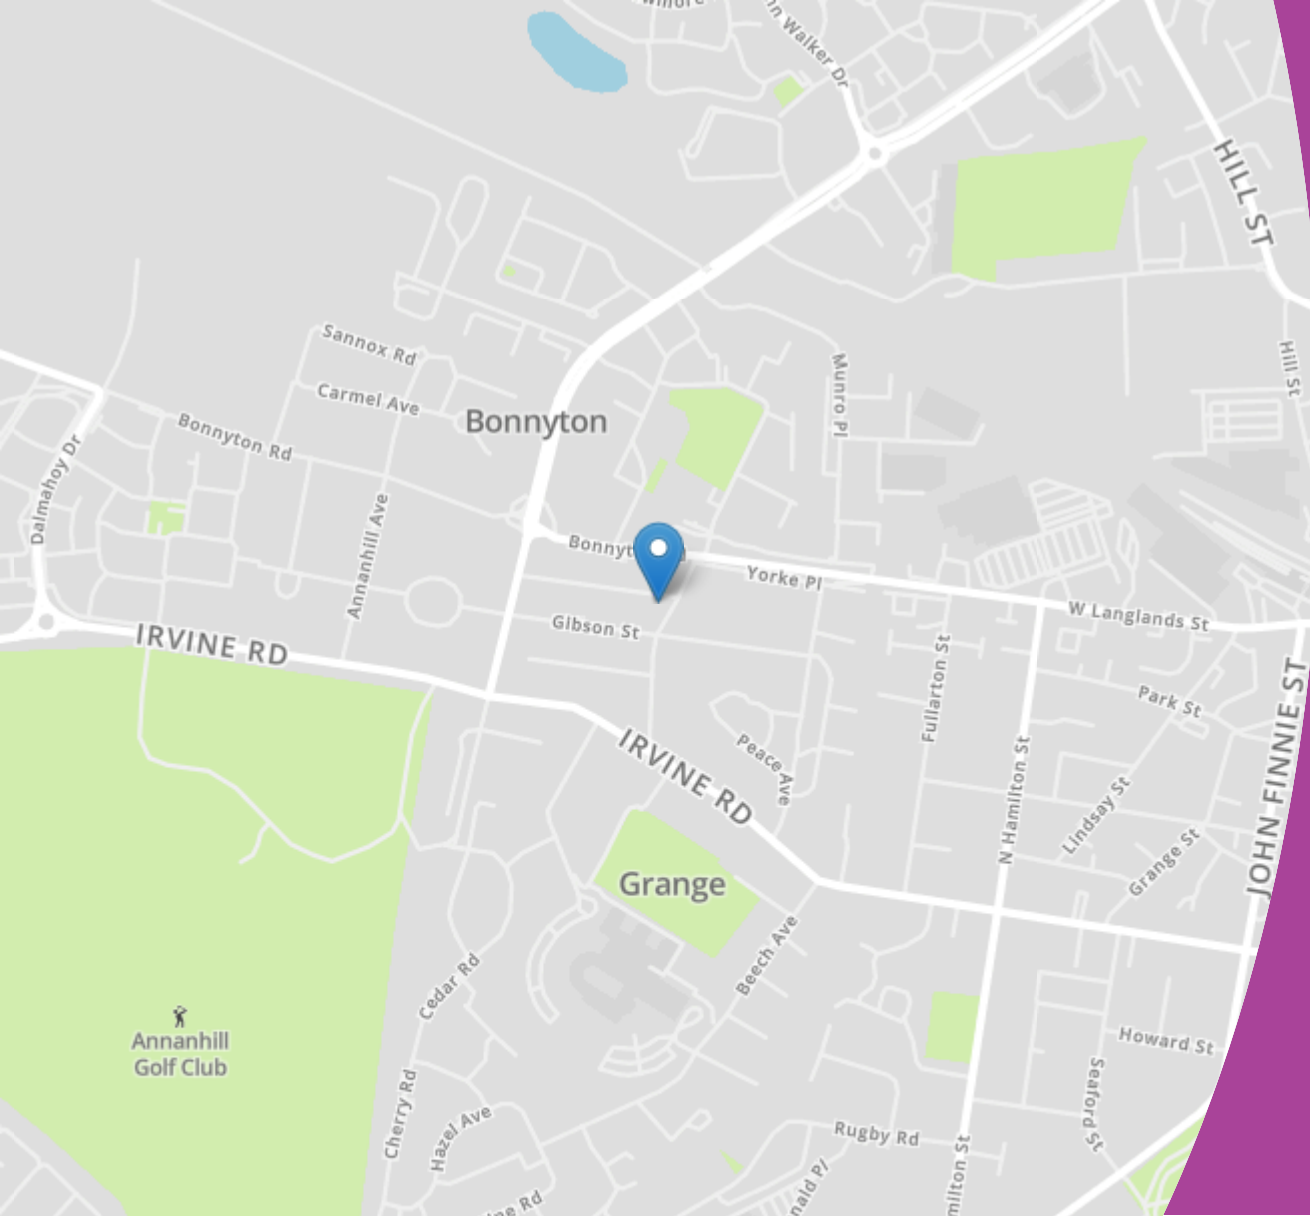 Walker Dr
HILL ST
Sannox Rd
Hill St
Munro Pl
Carmel Ave
Bonnyton
Bonnyton Rd
Dalmahoy Dr
Annanhill Ave
Yorke Pl
W Langlands St
Gibson St
IRVINE RD
Fullarton St
Park St
JOHN FINNIE ST
IRVINE RD
Peace Ave
N Hamilton St
Lindsay St
Grange St
Grange
Beech Ave
Cedar Rd
Annanhill
Golf Club
Howard St
Seaford St
Cherry Rd
Hazel Ave
Rugby Rd